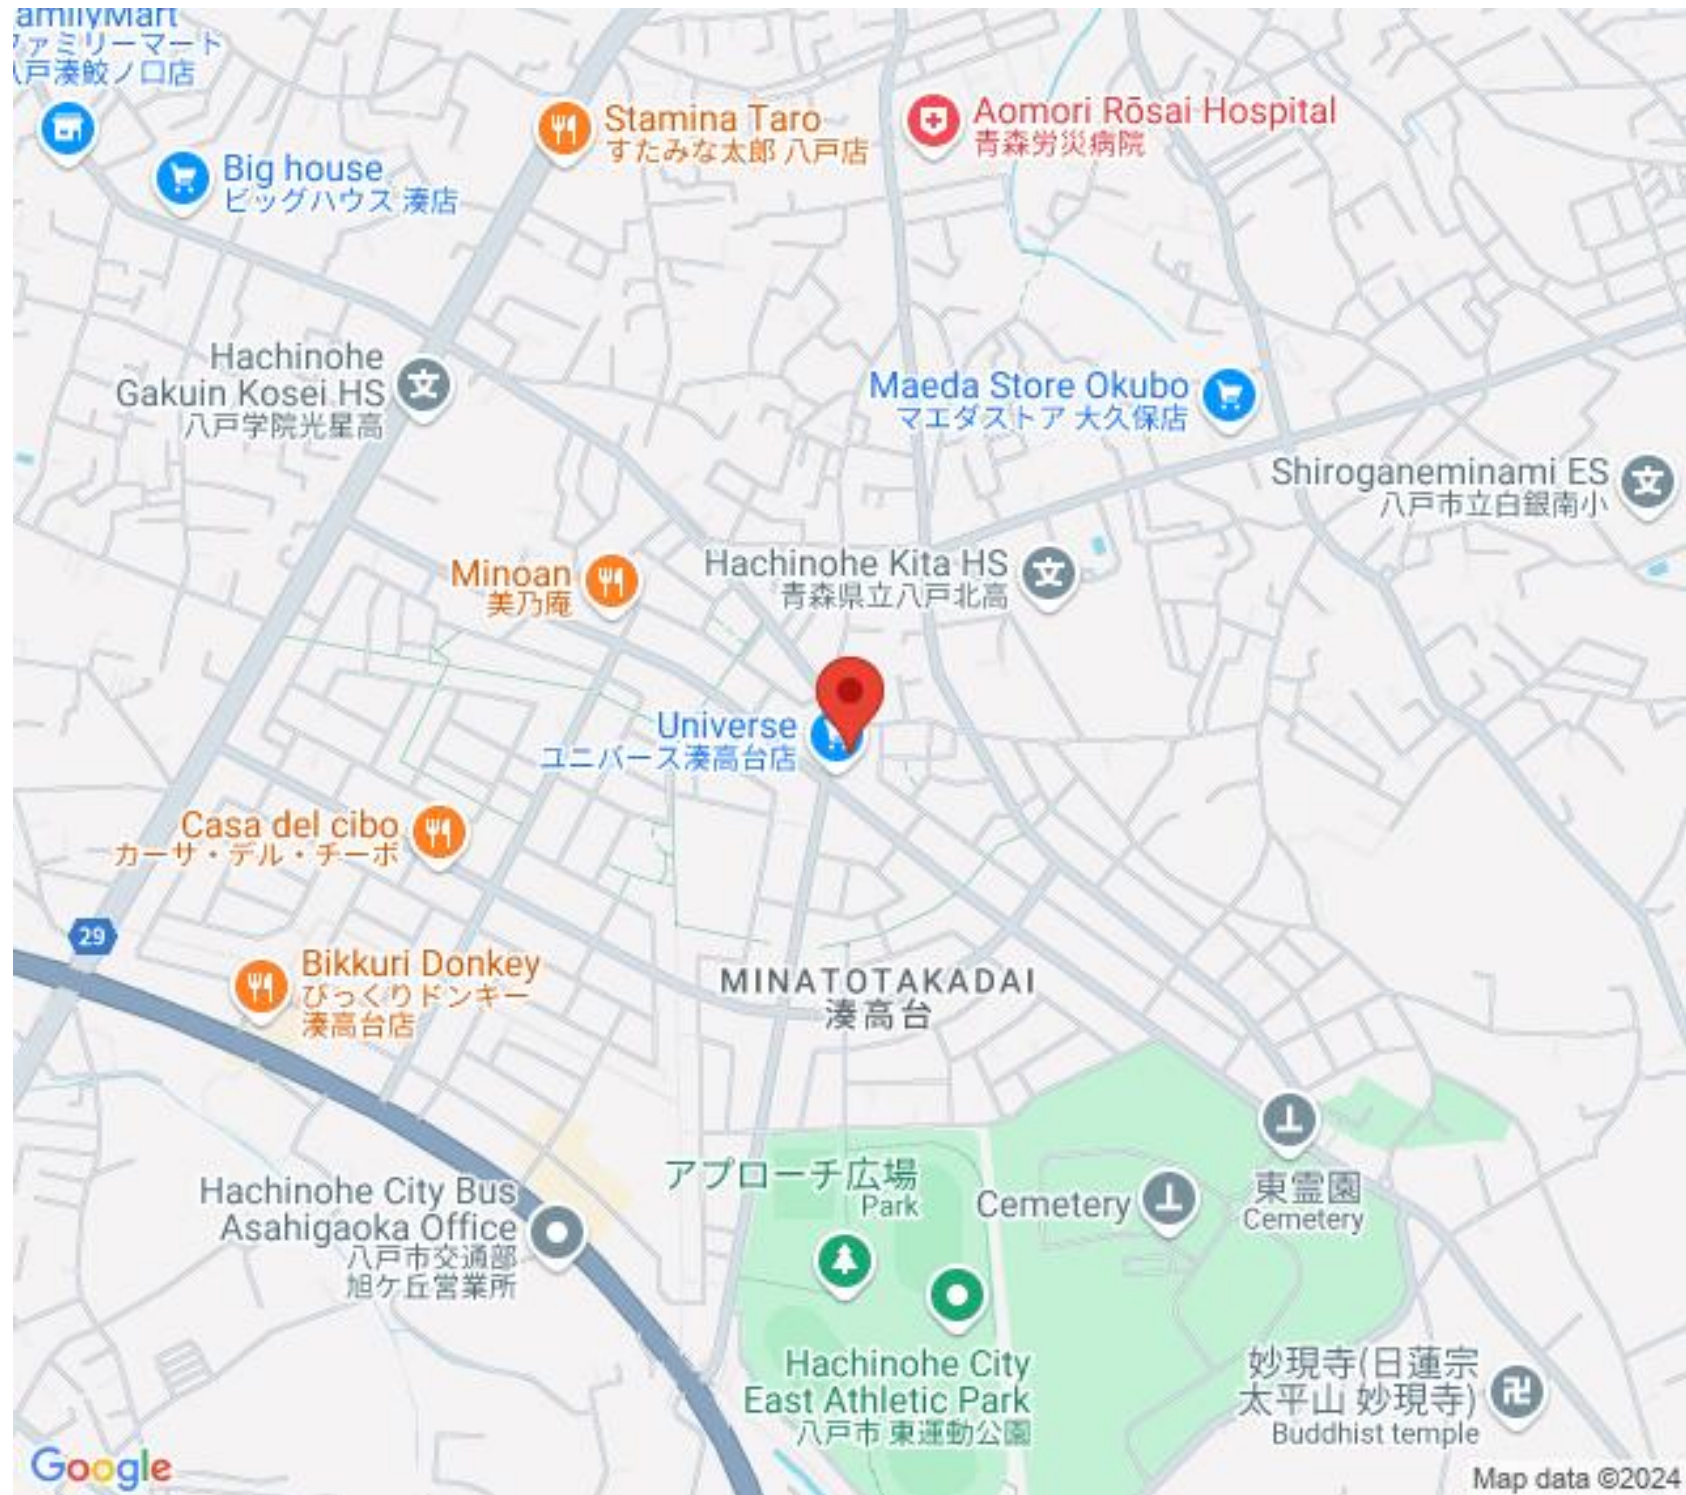 amilyMart
ファミリーマート
八戸湊鮫ノ口店
Big house
ビッグハウス 湊店
Stamina Taro
すたみな太郎 八戸店
Aomori Rōsai Hospital
青森労災病院
Hachinohe
Gakuin Kosei HS
八戸学院光星高
Maeda Store Okubo
マエダストア 大久保店
Shiroganeminami ES
八戸市立白銀南小
Minoan
美乃庵
Hachinohe Kita HS
青森県立八戸北高
Universe
ユニバース湊高台店
Casa del cibo
カーサ・デル・チーボ
29
Bikkuri Donkey
びっくりドンキー
湊高台店
MINATOTAKADAI
湊高台
Hachinohe City Bus
Asahigaoka Office
八戸市交通部
旭ケ丘営業所
アプローチ広場
Park
Cemetery
東霊園
Cemetery
Hachinohe City
East Athletic Park
八戸市 東運動公園
妙現寺(日蓮宗
太平山 妙現寺)
Buddhist temple
Google
Map data ©2024